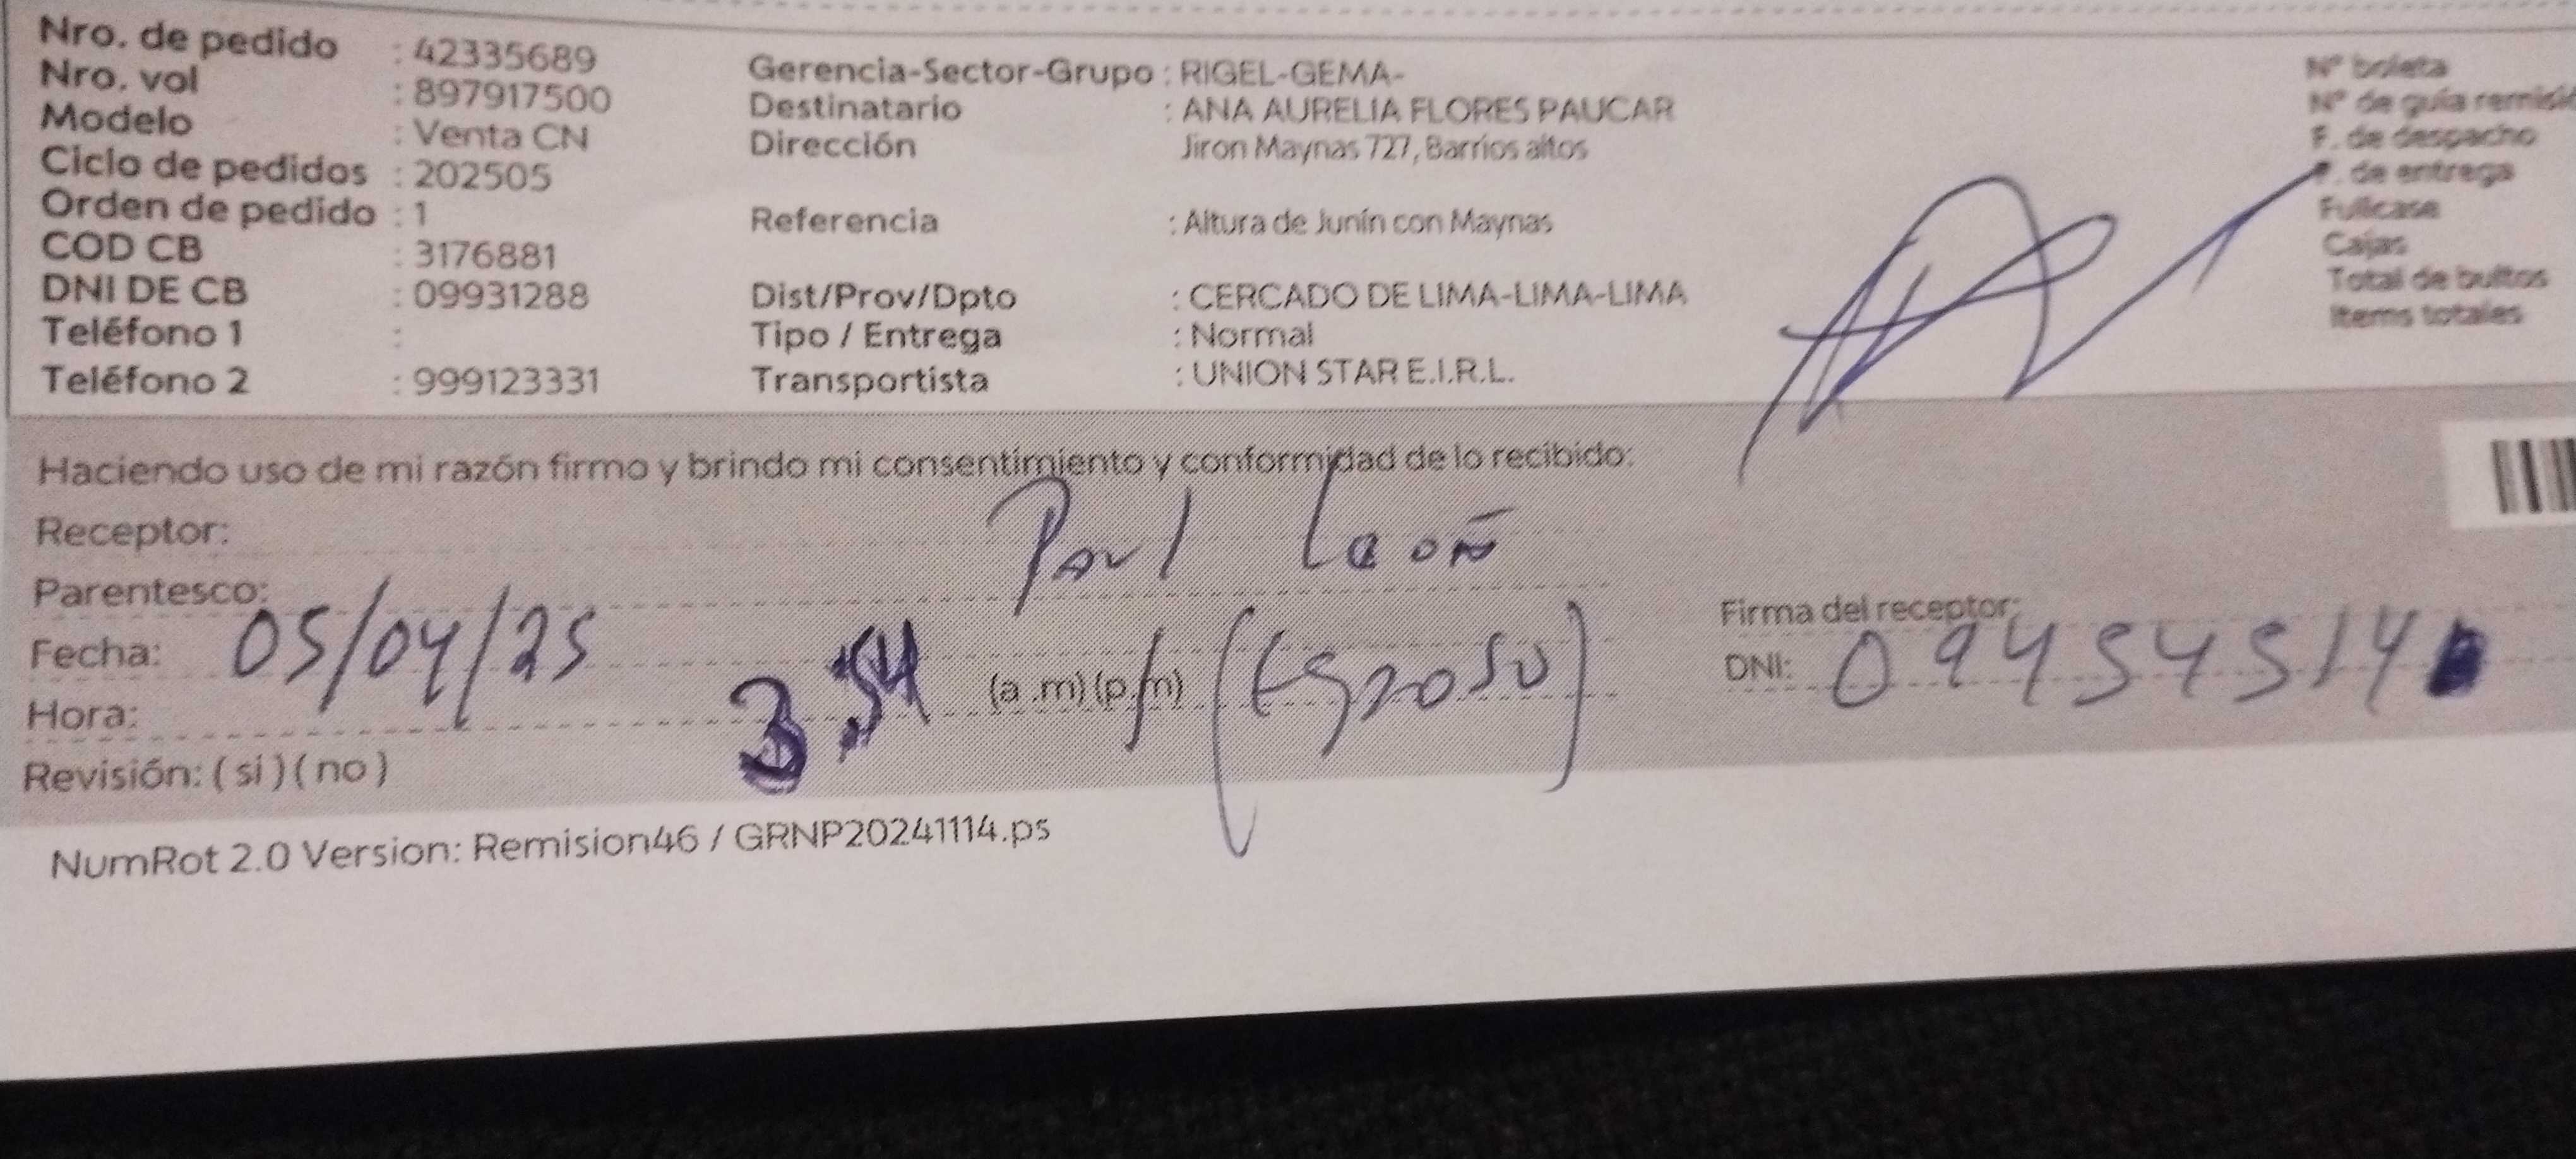 Nro. de pedido : 42335689
Nro. vol : 897917500
Modelo : Venta CN
Ciclo de pedidos : 202505
Orden de pedido : 1
COD CB : 3176881
DNI DE CB : 09931288
Teléfono 1 :
Teléfono 2 : 999123331
Gerencia-Sector-Grupo : RIGEL-GEMA-
Destinatario : ANA AURELIA FLORES PAUCAR
Dirección Jiron Maynas 727, Barrios altos
Referencia : Altura de Junín con Maynas
Dist/Prov/Dpto : CERCADO DE LIMA-LIMA-LIMA
Tipo / Entrega : Normal
Transportista : UNION STAR E.I.R.L.
N° boleta
N° de guía
F. de despacho
F. de entrega
Fullcase
Cajas
Total de bultos
Items totales
Haciendo uso de mi razón firmo y brindo mi consentimiento y conformidad de lo recibido:
Receptor: Paul
Parentesco:
Fecha: 05/04/25
Hora: 3:54 (a .m) (p.m) (Esposo)
Revisión: ( si ) ( no )
Firma del receptor:
DNI:
NumRot 2.0 Version: Remision46 / GRNP20241114.ps